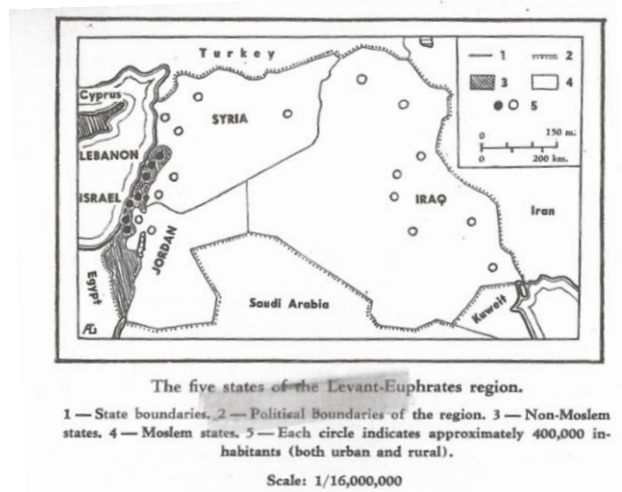 Turkey
1
2
3
4
5
Cyprus
SYRIA
0 150 m.
0 200 km.
LEBANON
ISRAEL
IRAQ
Iran
JORDAN
Egypt
Saudi Arabia
Kuwait
The five states of the Levant-Euphrates region.
1 — State boundaries. 2 — Political Boundaries of the region. 3 — Non-Moslem
states. 4 — Moslem states. 5 — Each circle indicates approximately 400,000 in-
habitants (both urban and rural).
Scale: 1/16,000,000